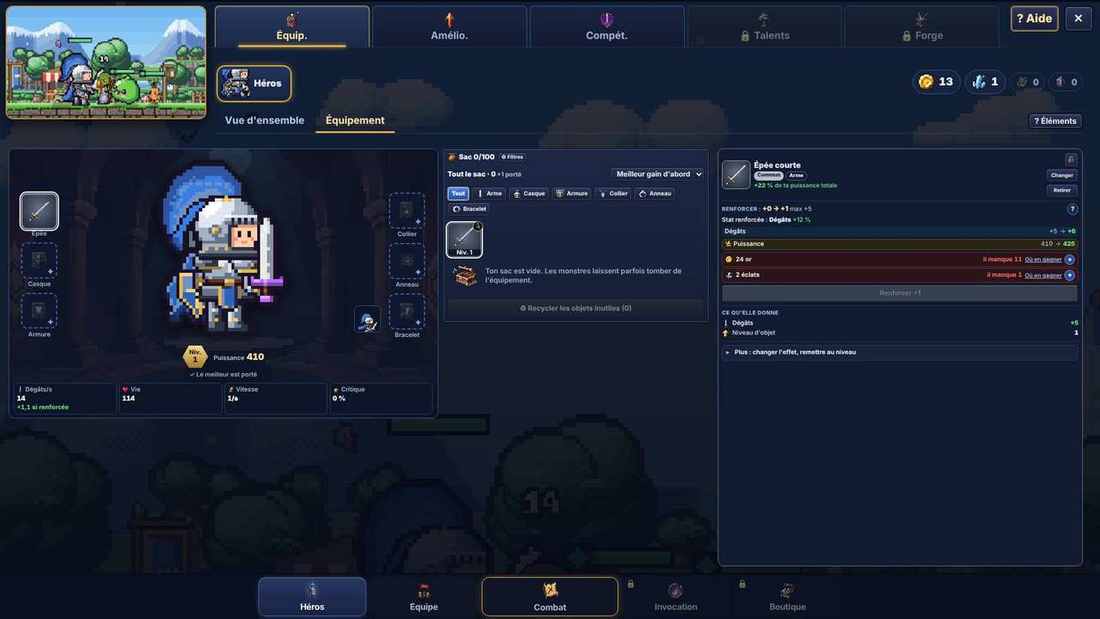 Équip.
Amélio.
Compét.
Talents
Forge
? Aide
×
14
Héros
13
1
0
0
Vue d'ensemble
Équipement
? Éléments
Épée
Casque
Armure
Collier
Anneau
Bracelet
Niv.
1
Puissance 410
✓ Le meilleur est porté
Dégâts/s
14
+1,1 si renforcée
Vie
114
Vitesse
1/s
Critique
0 %
Sac 0/100
Filtres
Tout le sac · 0 +1 porté
Meilleur gain d'abord
Tout
Arme
Casque
Armure
Collier
Anneau
Bracelet
Niv. 1
Ton sac est vide. Les monstres laissent parfois tomber de
l'équipement.
Recycler les objets inutiles (0)
Épée courte
Commun
Arme
+22 % de ta puissance totale
Changer
Retirer
RENFORCER : +0 → +1 max +5
?
Stat renforcée : Dégâts +12 %
Dégâts
+5 → +6
Puissance
410 → 425
24 or
il manque 11
Où en gagner
2 éclats
il manque 1
Où en gagner
Renforcer +1
CE QU'ELLE DONNE
Dégâts
+5
Niveau d'objet
1
Plus : changer l'effet, remettre au niveau
14
Héros
Équipe
Combat
Invocation
Boutique